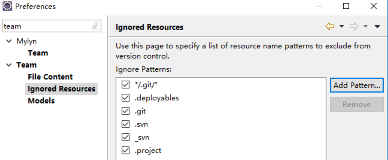 Preferences
team
Ignored Resources
Mylyn
Team
Team
File Content
Ignored Resources
Models
Use this page to specify a list of resource name patterns to exclude from
version control.
Ignore Patterns:
*/.git/*
.deployables
.git
.svn
_svn
.project
Add Pattern...
Remove